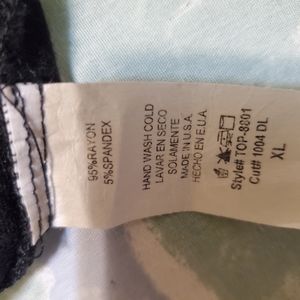 95%RAYON
5%SPANDEX
HAND WASH COLD
LAVAR EN SECO
SOLAMENTE
MADE IN U.S.A.
HECHO EN E.U.A.
Style# TOP-8801
Cut# 1004 DL
XL